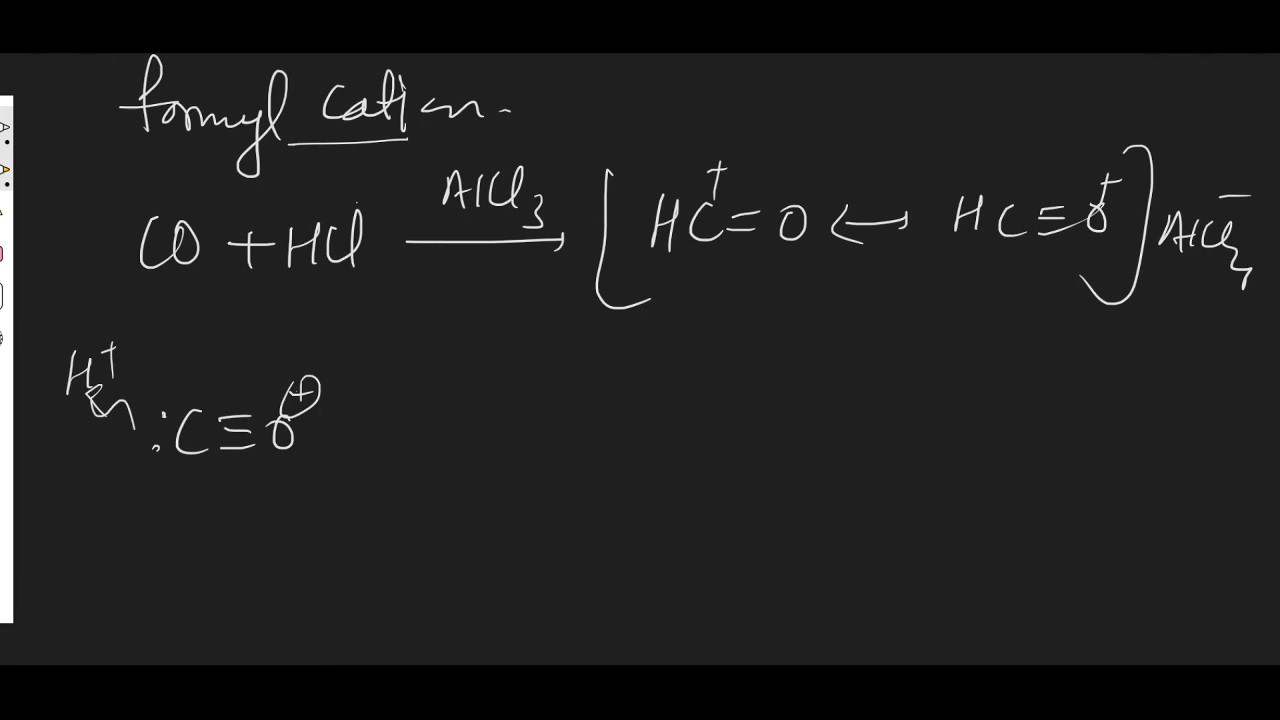 formyl cation.
CO + HCl AlCl₃ → [HC⁺=O ↔ HC≡O⁺] AlCl₄⁻
H⁺ :C≡O⊕